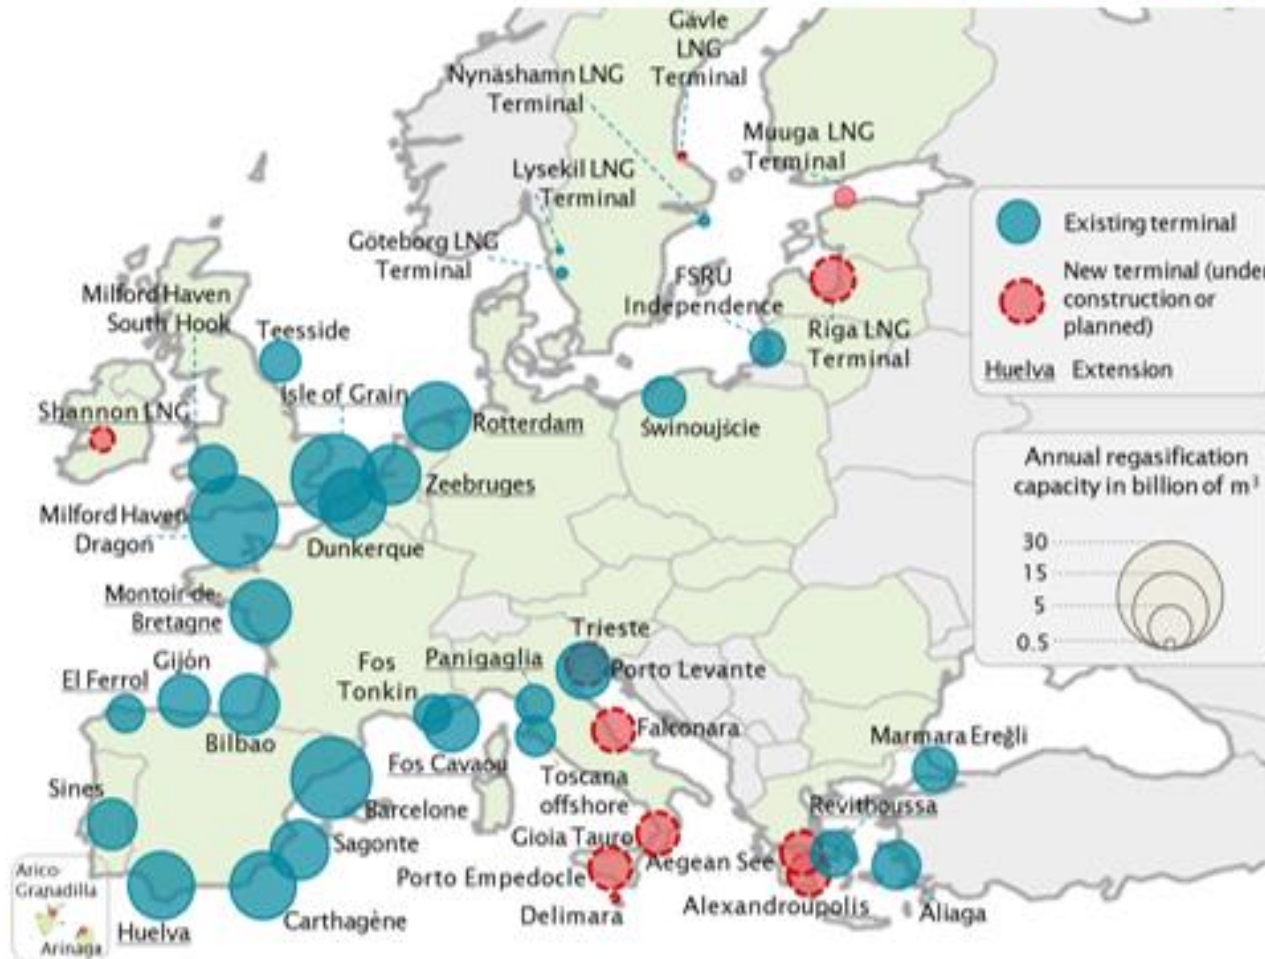 Gävle
LNG
Terminal
Nynäshamn LNG
Terminal
Muuga LNG
Terminal
Lysekil LNG
Terminal
Göteborg LNG
Terminal
FSRU
Independence
Riga LNG
Terminal
Milford Haven
South Hook
Teesside
Isle of Grain
Shannon LNG
Rotterdam
Świnoujście
Zeebruges
Milford Haven
Dragon
Dunkerque
Montoir-de-
Bretagne
Gijón
El Ferrol
Bilbao
Fos
Tonkin
Panigaglia
Trieste
Porto Levante
Falconara
Fos Cavaou
Toscana
offshore
Marmara Ereğli
Sines
Barcelone
Sagonte
Gioia Tauro
Revithoussa
Aegean See
Porto Empedocle
Delimara
Alexandroupolis
Aliaga
Huelva
Carthagène
Arico-
Granadilla
Arinaga
Existing terminal
New terminal (under
construction or
planned)
Huelva Extension
Annual regasification
capacity in billion of m³
30
15
5
0.5